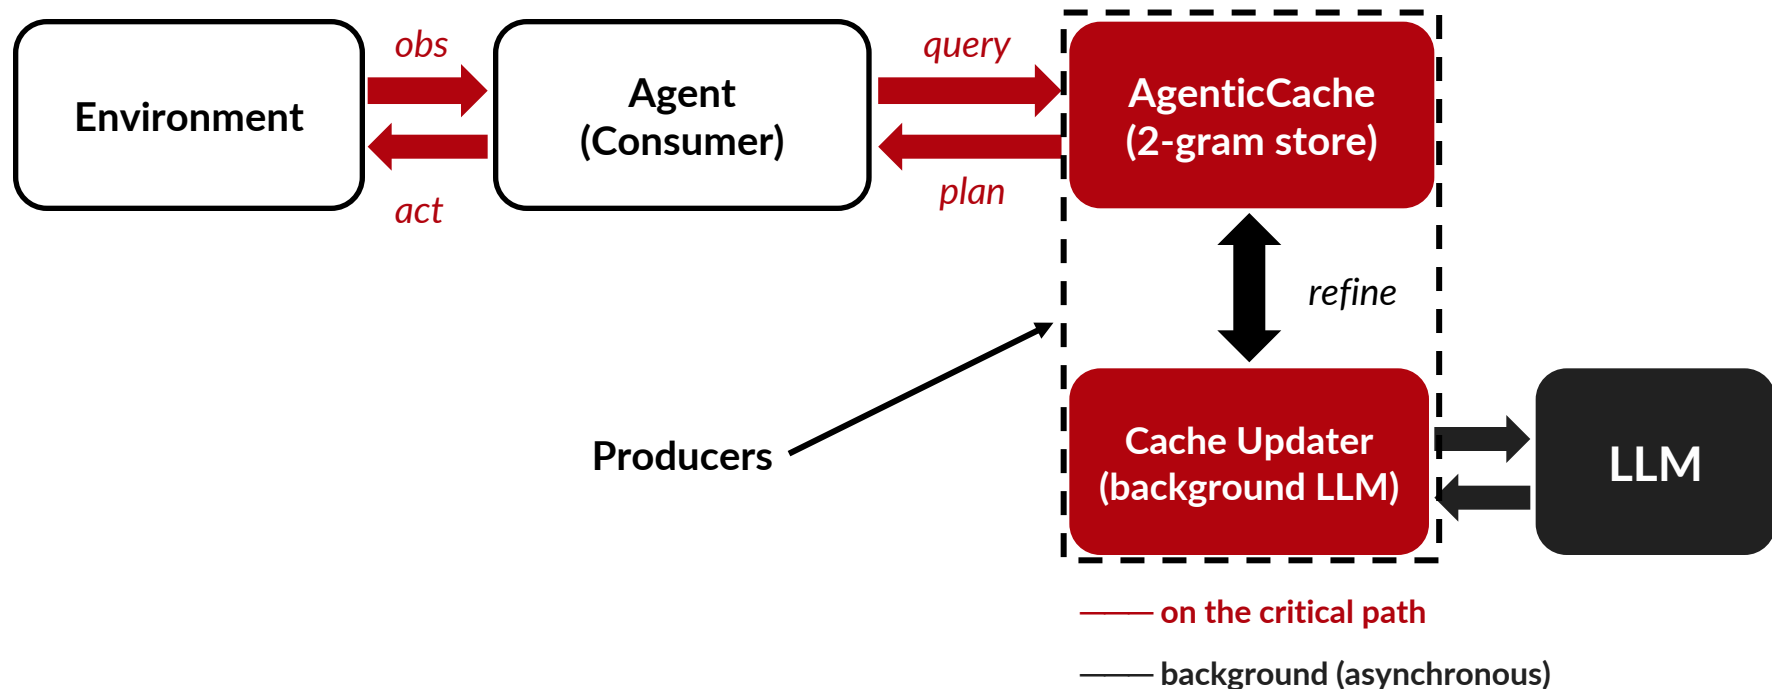 Environment
obs
act
Agent
(Consumer)
query
plan
AgenticCache
(2-gram store)
refine
Producers
Cache Updater
(background LLM)
LLM
on the critical path
background (asynchronous)